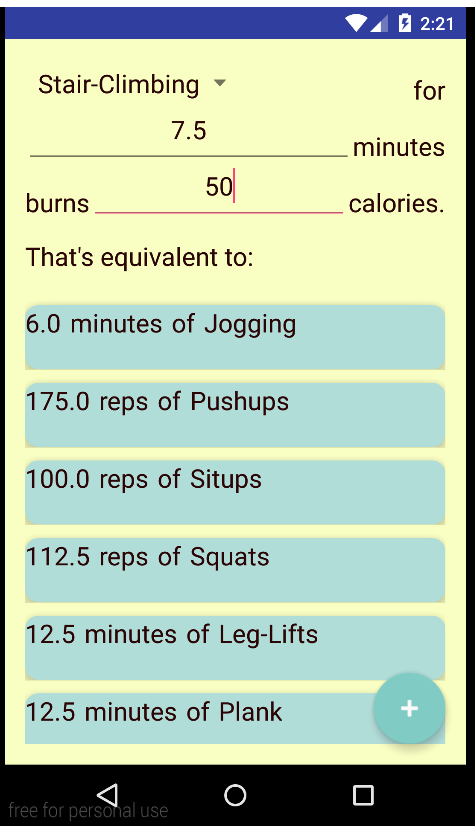 2:21
Stair-Climbing for
7.5 minutes
burns 50 calories.
That's equivalent to:
6.0 minutes of Jogging
175.0 reps of Pushups
100.0 reps of Situps
112.5 reps of Squats
12.5 minutes of Leg-Lifts
12.5 minutes of Plank
+
free for personal use